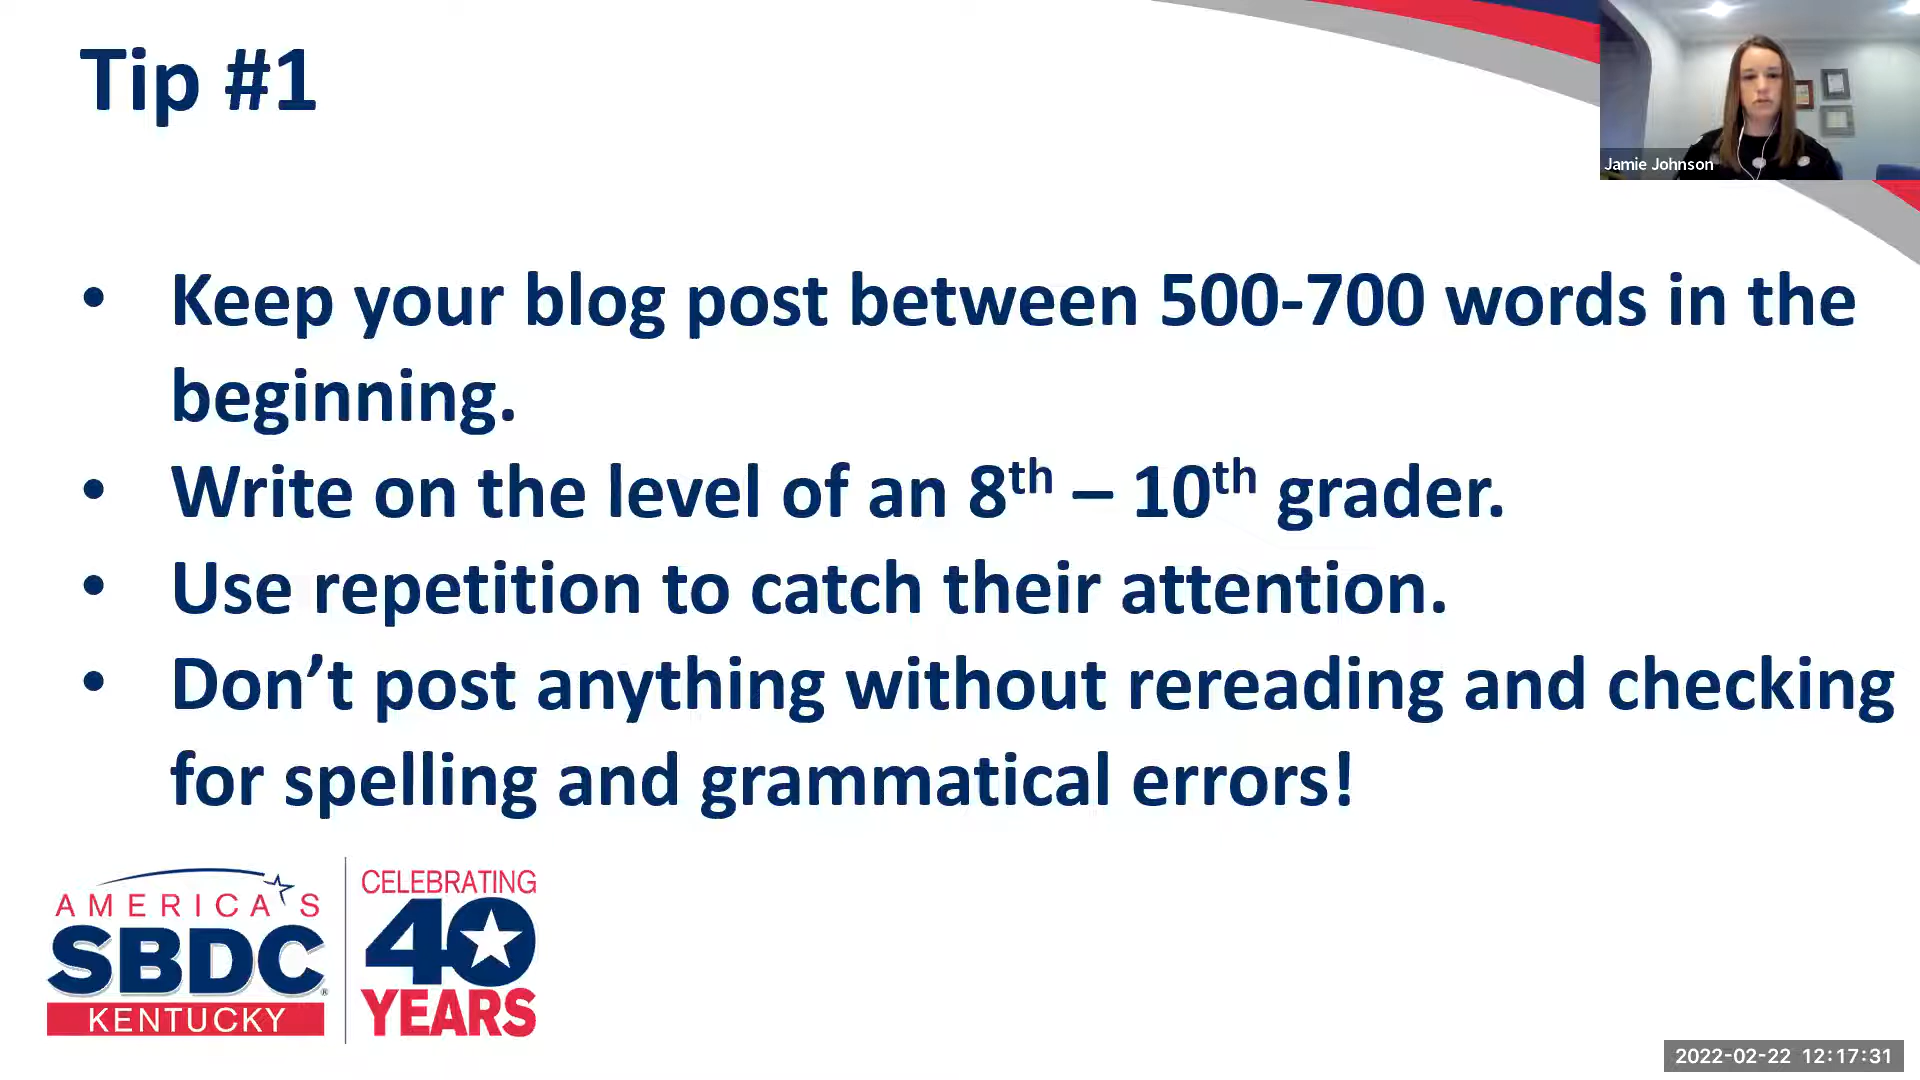 Tip #1
Jamie Johnson
• Keep your blog post between 500-700 words in the
beginning.
• Write on the level of an 8th – 10th grader.
• Use repetition to catch their attention.
• Don’t post anything without rereading and checking
for spelling and grammatical errors!
AMERICA'S
SBDC®
KENTUCKY
CELEBRATING
40
YEARS
2022-02-22 12:17:31